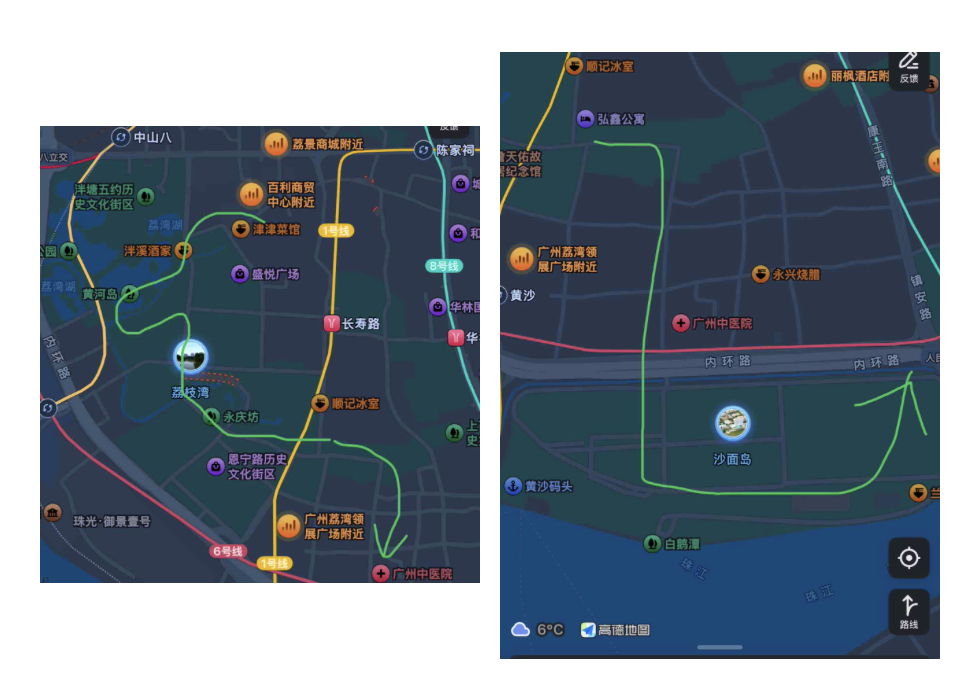 中山八
荔景商城附近
陈家祠
八立交
泮塘五约历
史文化街区
百利商贸
中心附近
城
荔湾湖
津津菜馆
1号线
和
公园
泮溪酒家
盛悦广场
8号线
荔湾湖
黄河岛
华林国
长寿路
华
内环路
荔枝湾
顺记冰室
永庆坊
上
史
恩宁路历史
文化街区
珠光·御景壹号
广州荔湾领
展广场附近
6号线
1号线
广州中医院
顺记冰室
丽枫酒店附
反馈
弘鑫公寓
康王南路
詹天佑故
居纪念馆
广州荔湾领
展广场附近
永兴烧腊
黄沙
镇安路
广州中医院
内环路
内环路
人民
沙面岛
黄沙码头
兰
白鹅潭
珠江
珠江
6°C
高德地图
路线